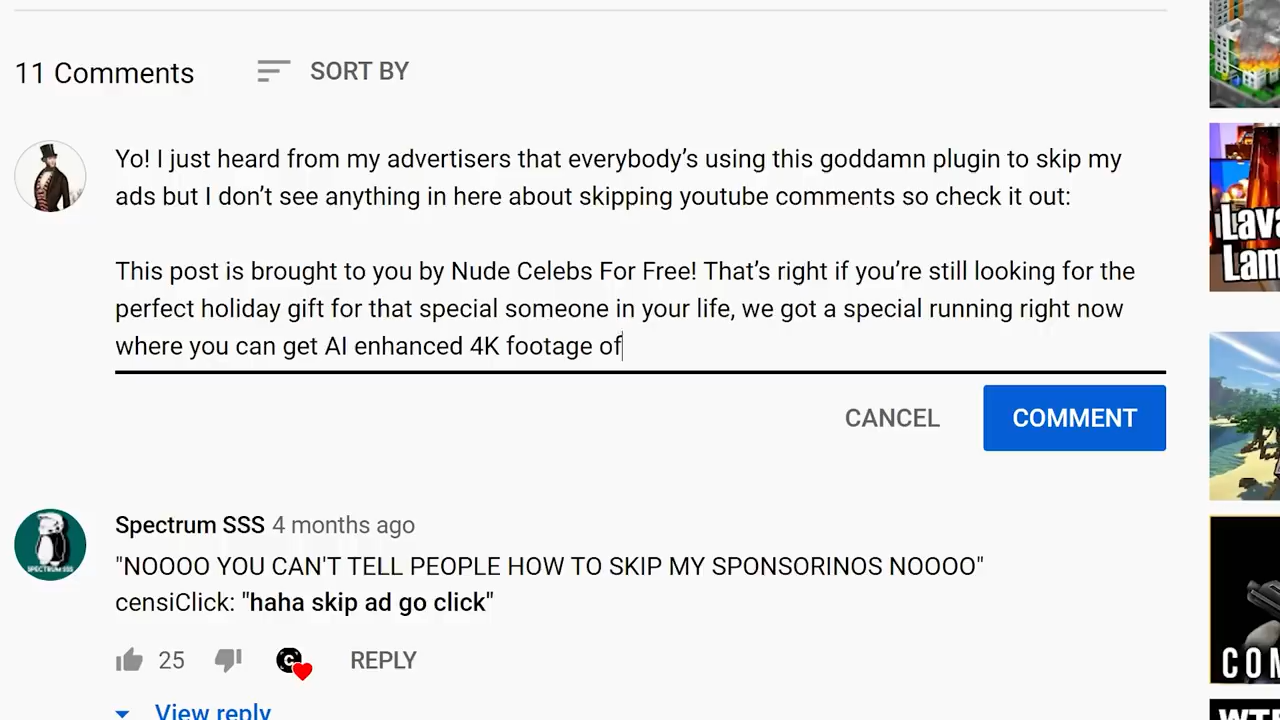 11 Comments
SORT BY
Yo! I just heard from my advertisers that everybody’s using this goddamn plugin to skip my
ads but I don’t see anything in here about skipping youtube comments so check it out:
This post is brought to you by Nude Celebs For Free! That’s right if you’re still looking for the
perfect holiday gift for that special someone in your life, we got a special running right now
where you can get AI enhanced 4K footage of
CANCEL
COMMENT
Spectrum SSS 4 months ago
"NOOOO YOU CAN'T TELL PEOPLE HOW TO SKIP MY SPONSORINOS NOOOO"
censiClick: "haha skip ad go click"
SPECTRUM SSS
25
REPLY
View reply